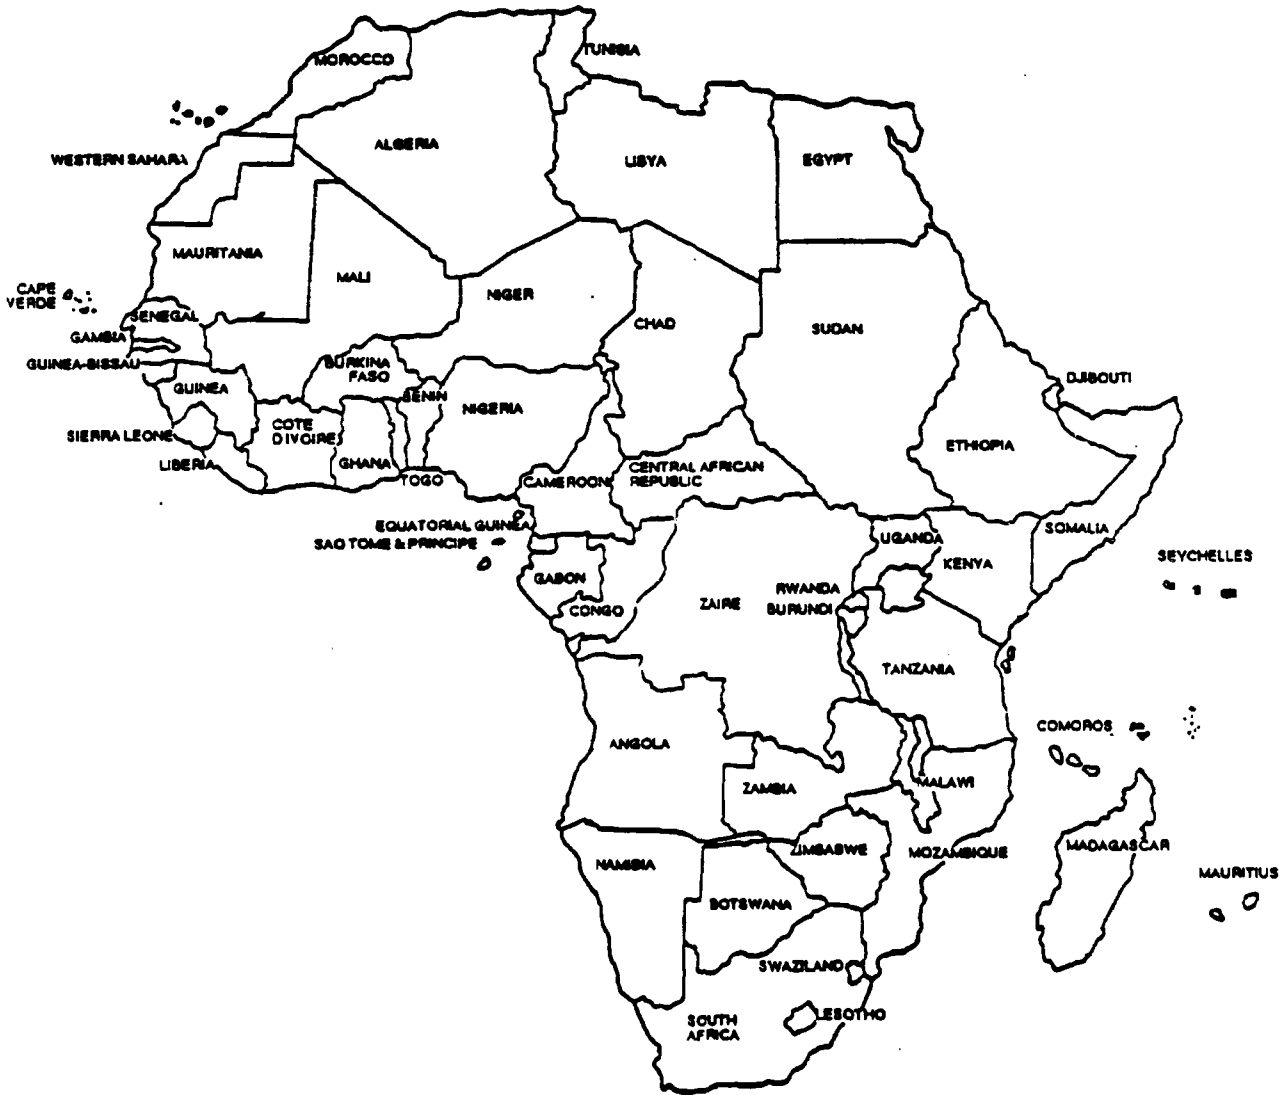 TUNISIA
MOROCCO
ALGERIA
WESTERN SAHARA
LIBYA
EGYPT
MAURITANIA
MALI
NIGER
CAPE
VERDE
SENEGAL
CHAD
SUDAN
GAMBIA
GUINEA-BISSAU
BURKINA
FASO
DJIBOUTI
GUINEA
BENIN
NIGERIA
COTE
D'IVOIRE
SIERRA LEONE
ETHIOPIA
LIBERIA
GHANA
TOGO
CAMEROON
CENTRAL AFRICAN
REPUBLIC
EQUATORIAL GUINEA
SAO TOME & PRINCIPE
UGANDA
SOMALIA
KENYA
SEYCHELLES
GABON
CONGO
ZAIRE
RWANDA
BURUNDI
TANZANIA
COMOROS
ANGOLA
ZAMBIA
MALAWI
NAMIBIA
ZIMBABWE
MOZAMBIQUE
MADAGASCAR
MAURITIUS
BOTSWANA
SWAZILAND
SOUTH
AFRICA
LESOTHO